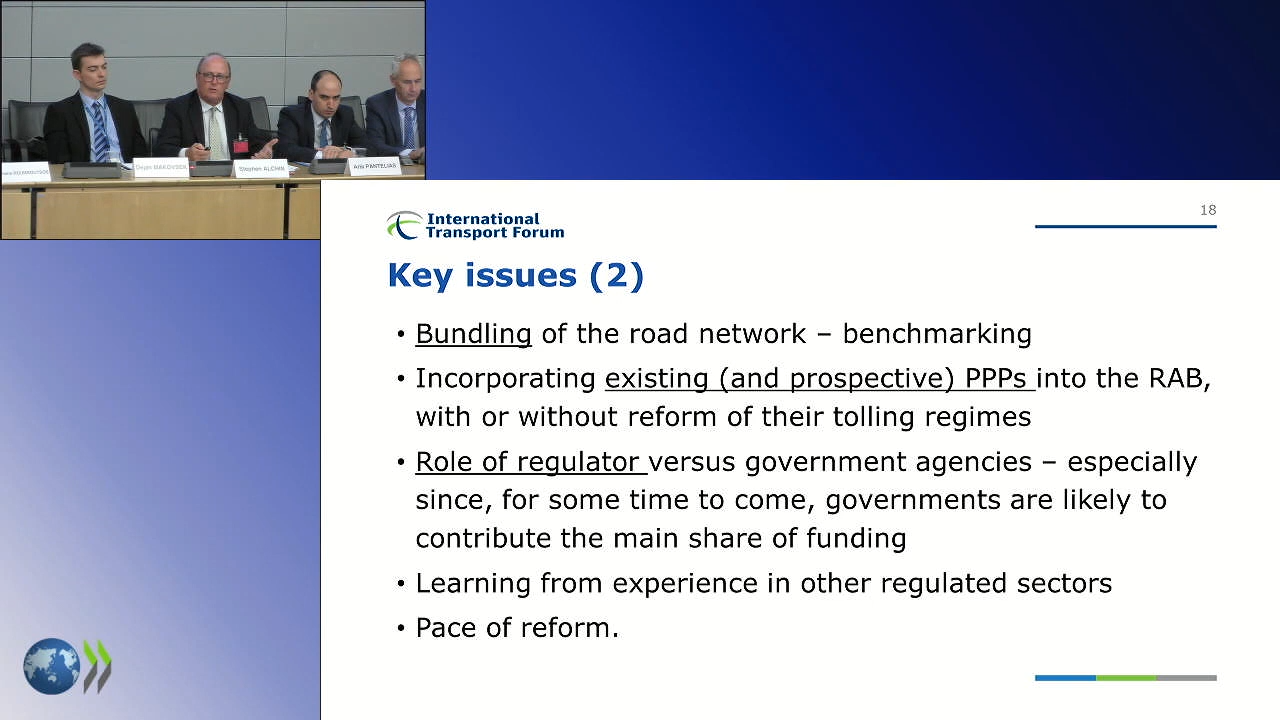 Dejan MAKOVSEK
Stephen ALCHIN
Aris PANTELIAS
International
Transport Forum
18
Key issues (2)
• Bundling of the road network – benchmarking
• Incorporating existing (and prospective) PPPs into the RAB,
with or without reform of their tolling regimes
• Role of regulator versus government agencies – especially
since, for some time to come, governments are likely to
contribute the main share of funding
• Learning from experience in other regulated sectors
• Pace of reform.